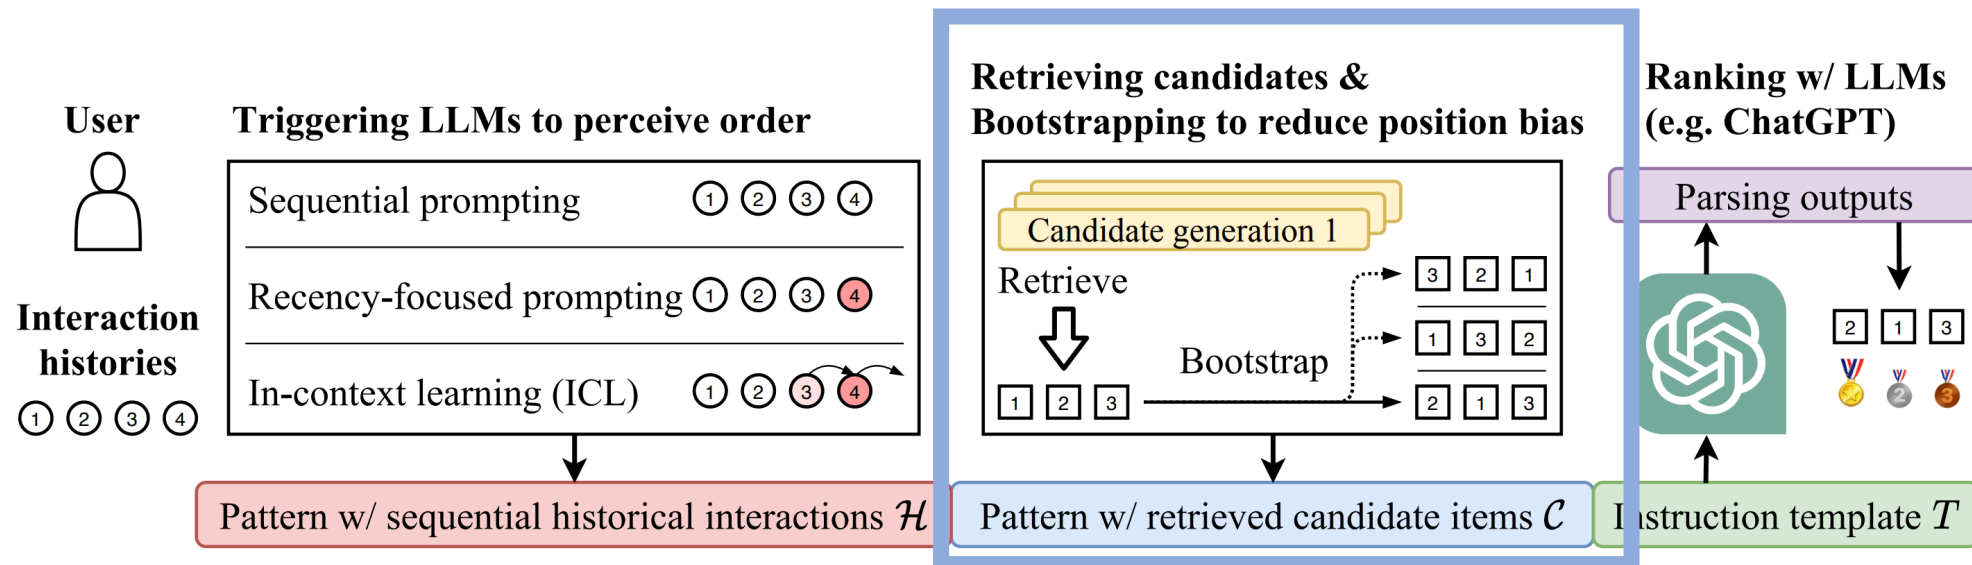 User
Interaction
histories
1 2 3 4
Triggering LLMs to perceive order
Sequential prompting 1 2 3 4
Recency-focused prompting 1 2 3 4
In-context learning (ICL) 1 2 3 4
Pattern w/ sequential historical interactions H
Retrieving candidates &
Bootstrapping to reduce position bias
Candidate generation 1
Retrieve
1 2 3
Bootstrap
3 2 1
1 3 2
2 1 3
Pattern w/ retrieved candidate items C
Ranking w/ LLMs
(e.g. ChatGPT)
Parsing outputs
2 1 3
2 3
Instruction template T